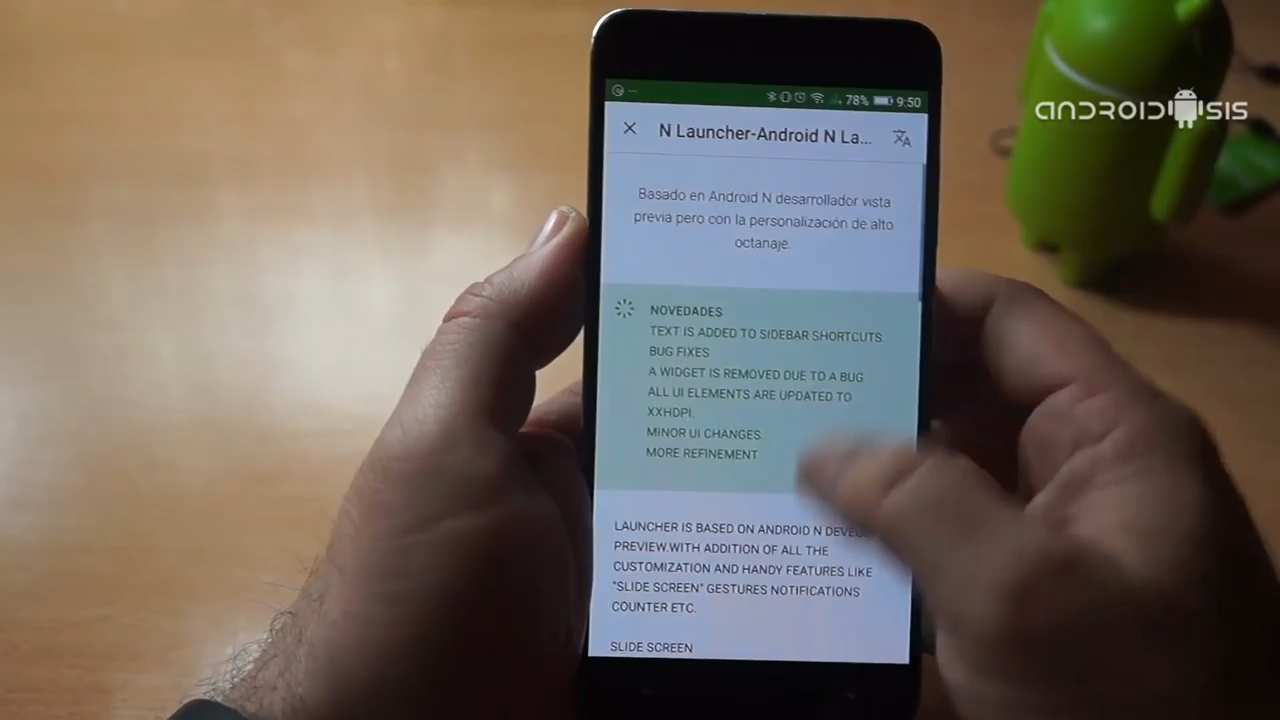 78% 9:50
ANDROIDSIS
N Launcher-Android N La...
Basado en Android N desarrollador vista
previa pero con la personalización de alto
octanaje.
NOVEDADES
TEXT IS ADDED TO SIDEBAR SHORTCUTS.
BUG FIXES
A WIDGET IS REMOVED DUE TO A BUG
ALL UI ELEMENTS ARE UPDATED TO
XXHDPI.
MINOR UI CHANGES.
MORE REFINEMENT
LAUNCHER IS BASED ON ANDROID N
PREVIEW.WITH ADDITION OF ALL THE
CUSTOMIZATION AND HANDY FEATURES LIKE
"SLIDE SCREEN" GESTURES NOTIFICATIONS
COUNTER ETC.
SLIDE SCREEN